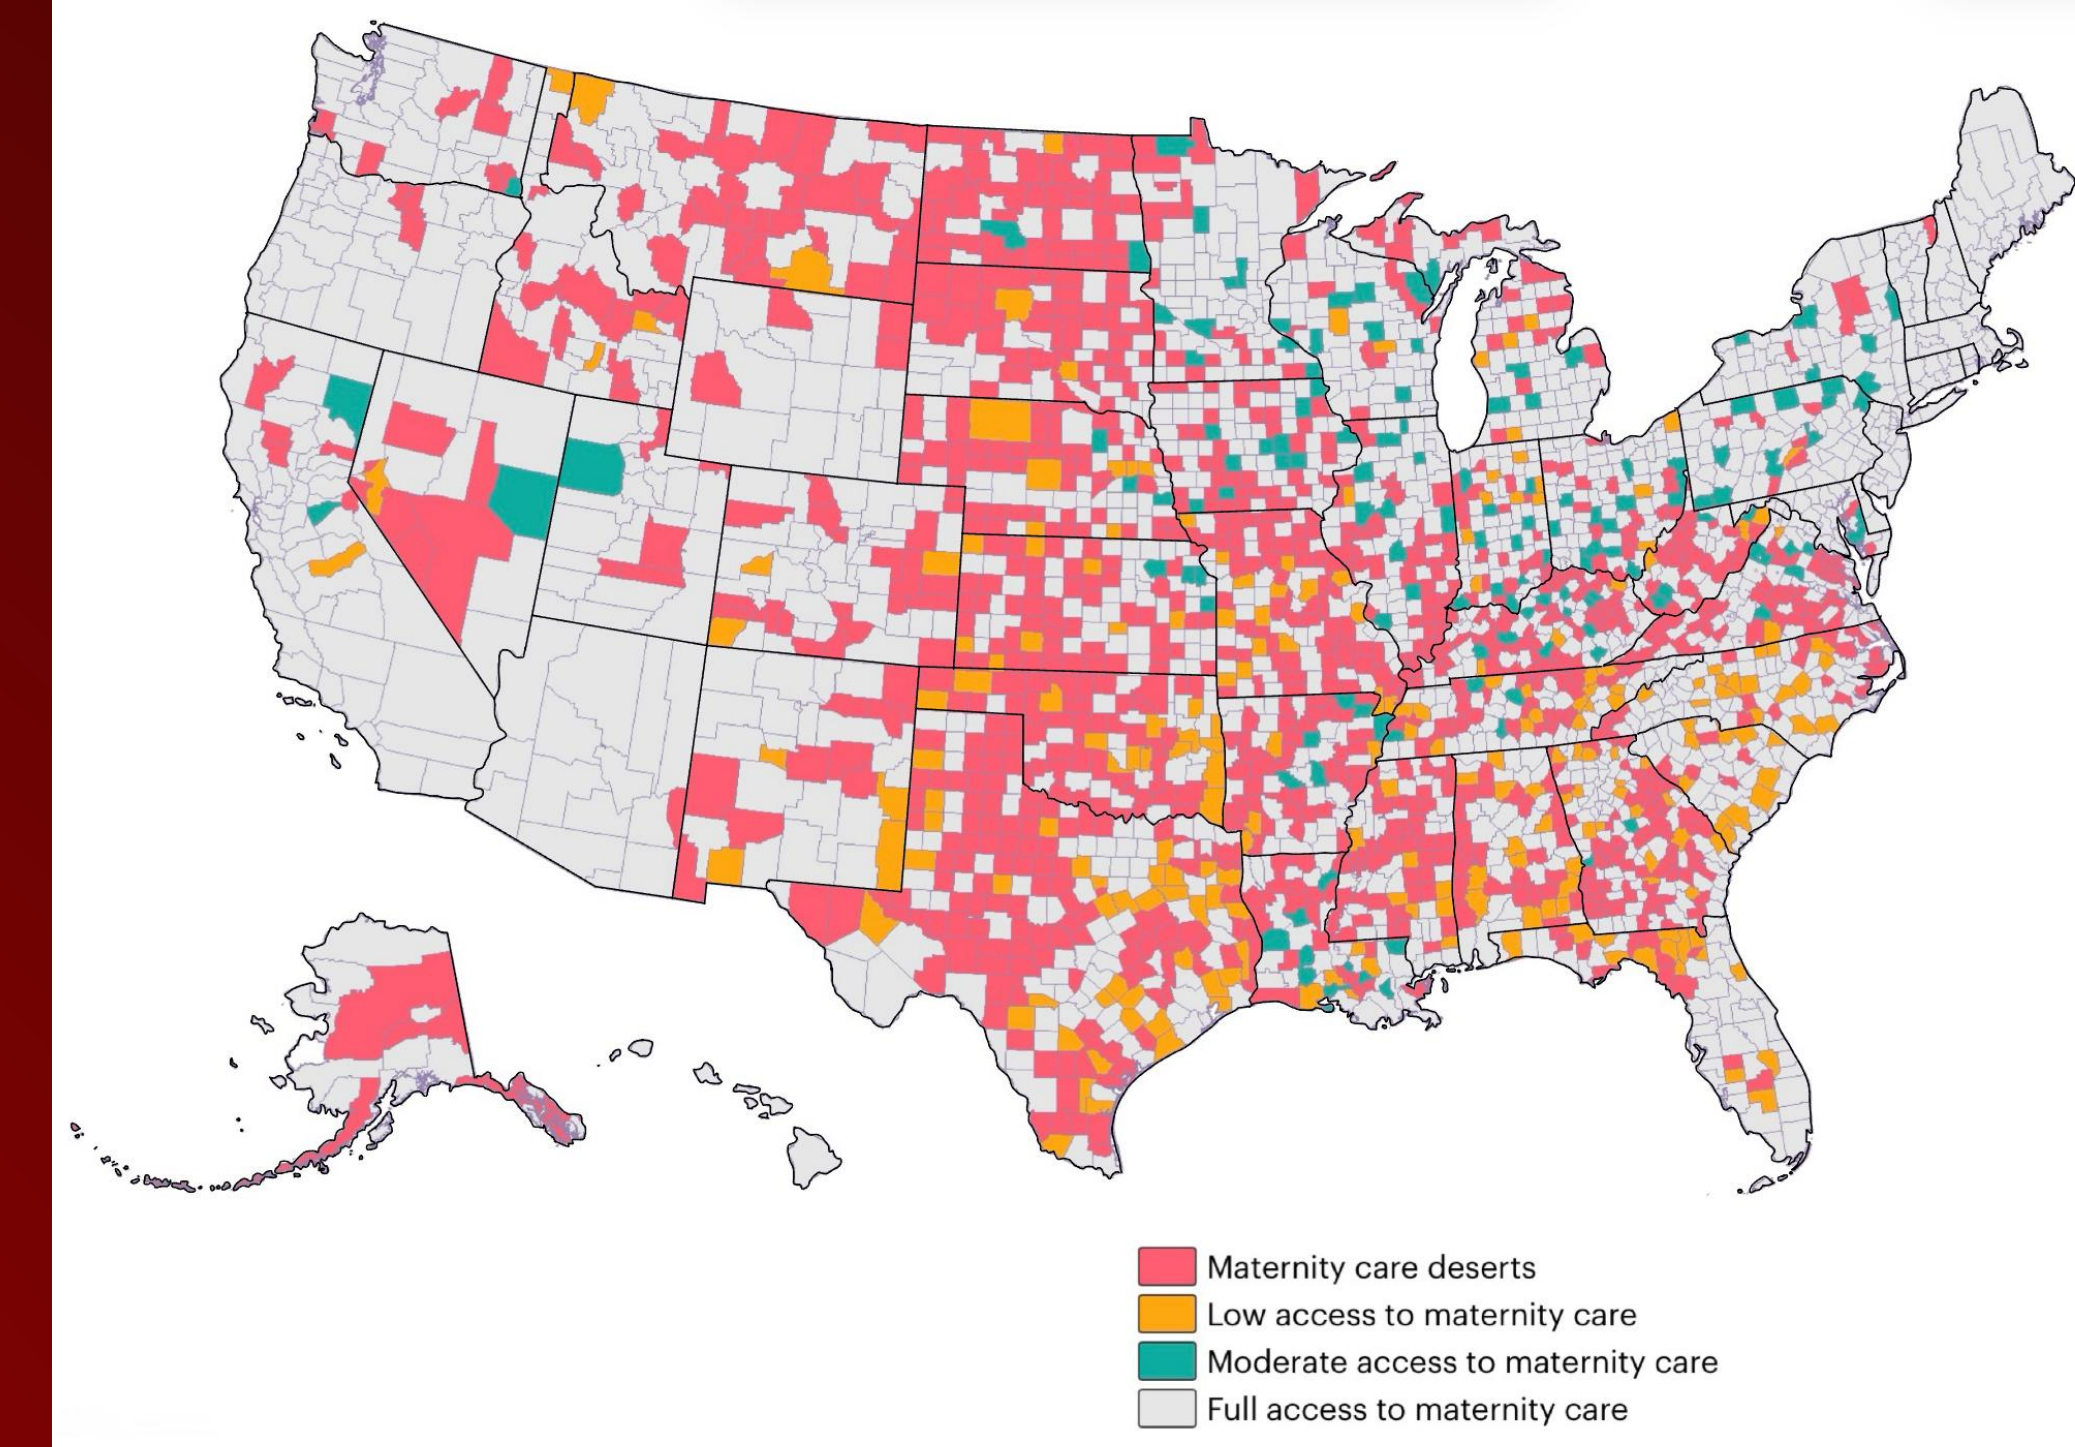 Maternity care deserts
Low access to maternity care
Moderate access to maternity care
Full access to maternity care